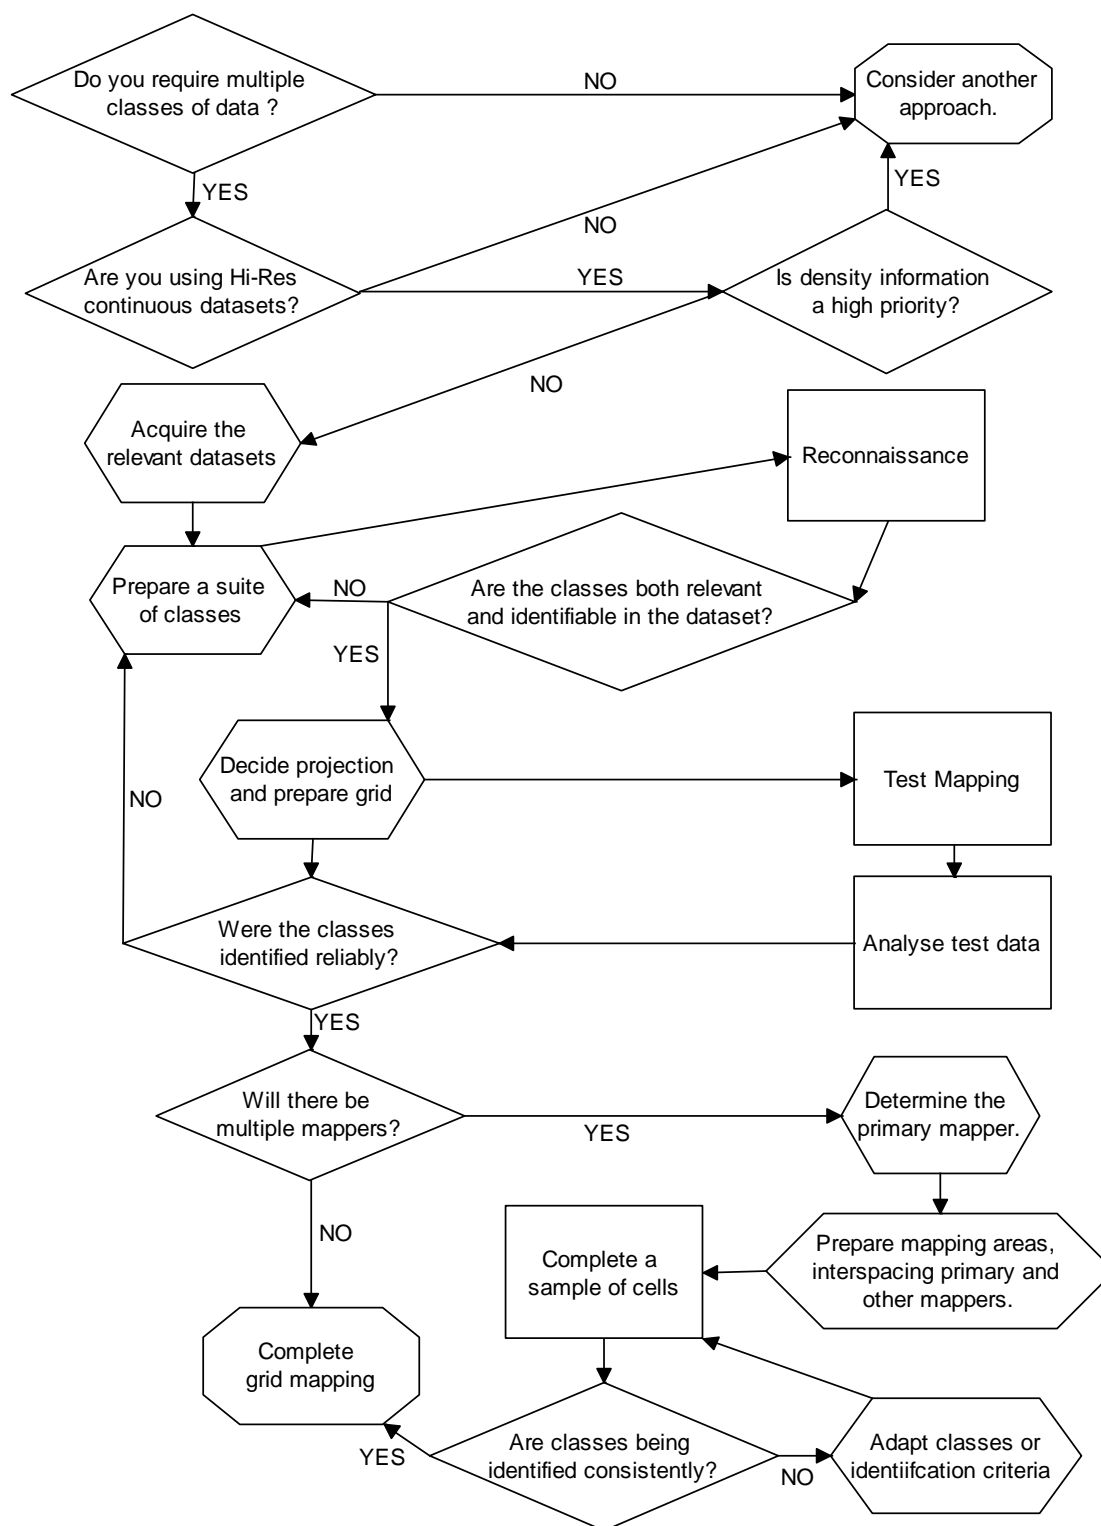 Do you require multiple
classes of data ?
NO
Consider another
approach.
YES
YES
NO
Are you using Hi-Res
continuous datasets?
YES
Is density information
a high priority?
NO
Acquire the
relevant datasets
Reconnaissance
Prepare a suite
of classes
NO
Are the classes both relevant
and identifiable in the dataset?
YES
Decide projection
and prepare grid
Test Mapping
NO
Were the classes
identified reliably?
Analyse test data
YES
Will there be
multiple mappers?
YES
Determine the
primary mapper.
NO
Prepare mapping areas,
interspacing primary and
other mappers.
Complete a
sample of cells
Complete
grid mapping
YES
Are classes being
identified consistently?
NO
Adapt classes or
identiifcation criteria